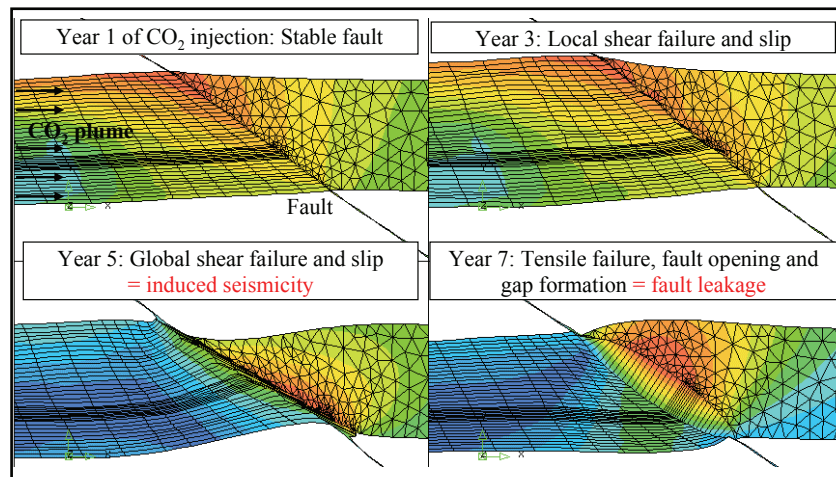 Year 1 of CO₂ injection: Stable fault
CO₂ plume
Z
x
Fault
Year 3: Local shear failure and slip
Z
x
Year 5: Global shear failure and slip
= induced seismicity
Z
x
Year 7: Tensile failure, fault opening and
gap formation = fault leakage
Z
x